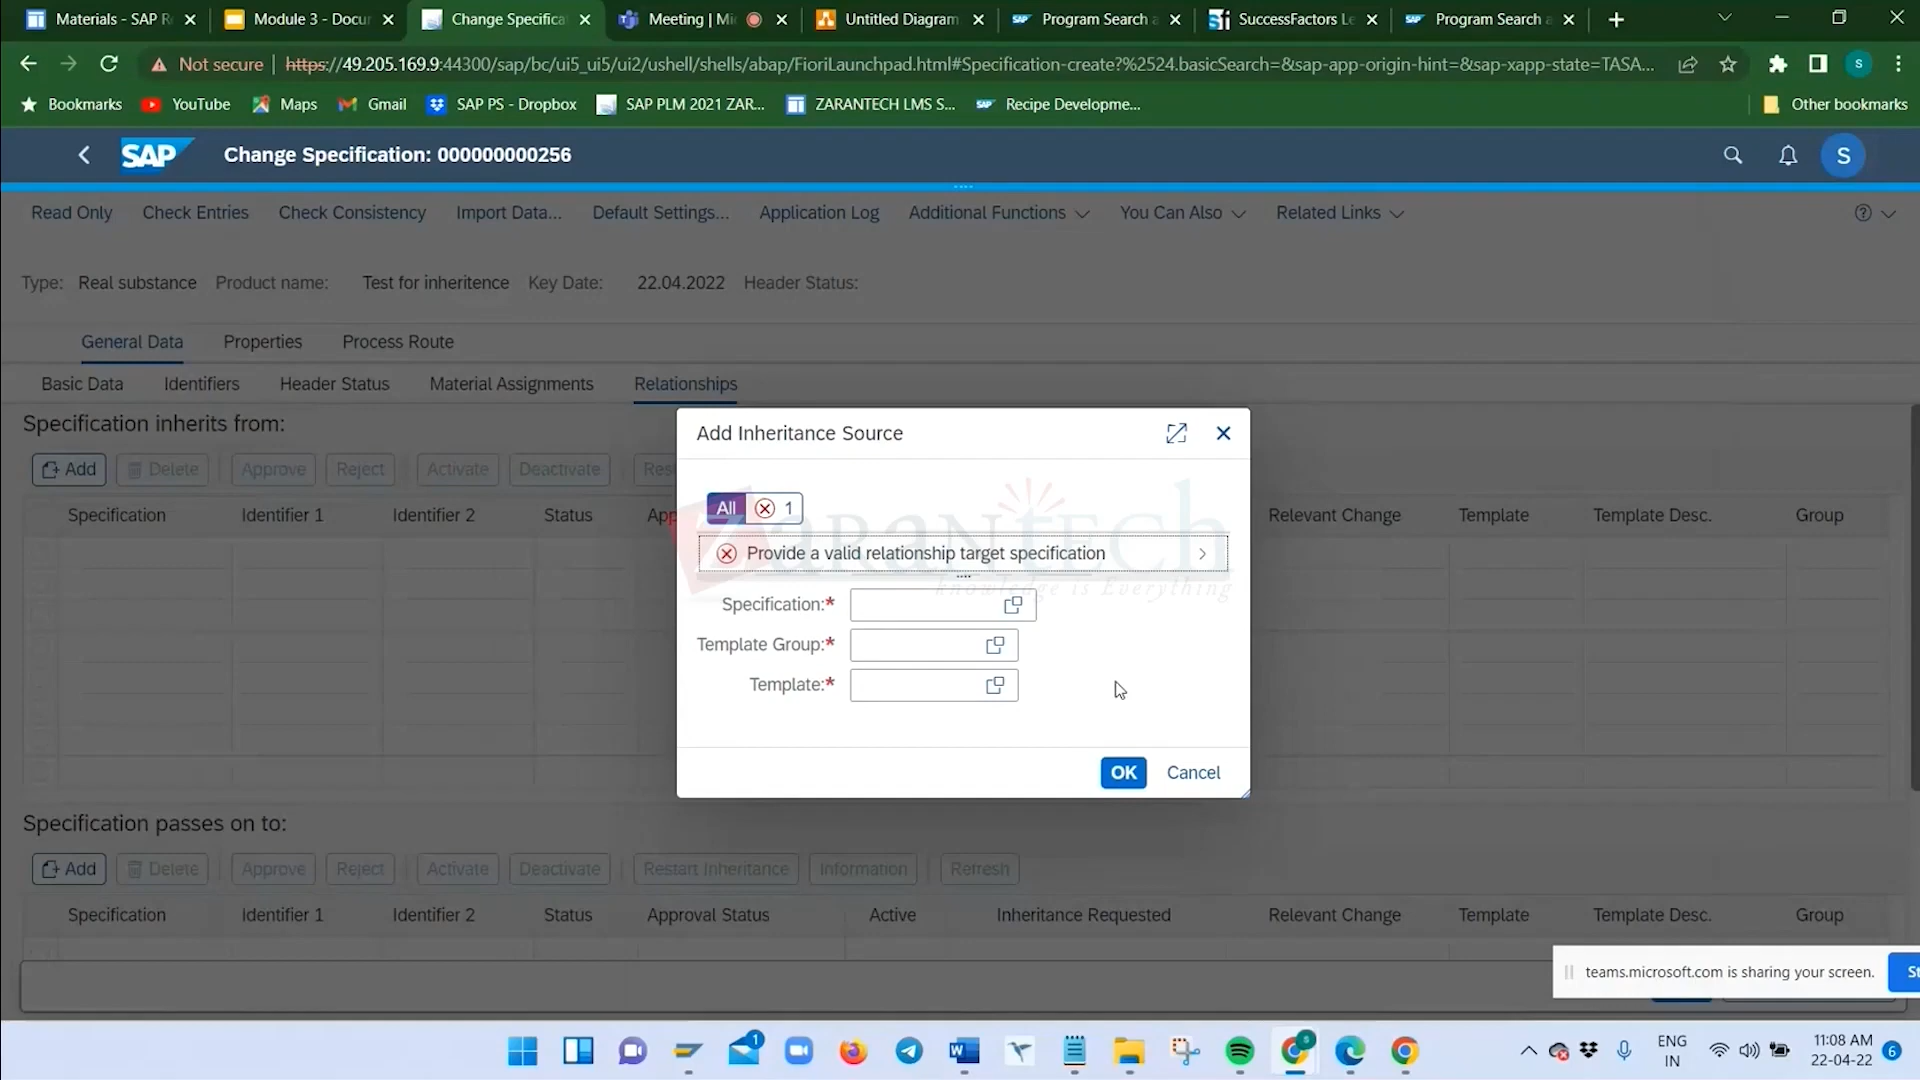 Materials - SAP R
Module 3 - Docu
Change Specifica
Meeting | Mi
Untitled Diagram
Program Search a
SuccessFactors Le
Program Search a
Not secure
https://49.205.169.9:44300/sap/bc/ui5_ui5/ui2/ushell/shells/abap/FioriLaunchpad.html#Specification-create?%2524.basicSearch=&sap-app-origin-hint=&sap-xapp-state=TASA...
S
Bookmarks
YouTube
Maps
Gmail
SAP PS - Dropbox
SAP PLM 2021 ZAR...
ZARANTECH LMS S...
Recipe Developme...
Other bookmarks
SAP
Change Specification: 000000000256
S
Read Only
Check Entries
Check Consistency
Import Data...
Default Settings...
Application Log
Additional Functions
You Can Also
Related Links
Type: Real substance
Product name: Test for inheritence
Key Date: 22.04.2022
Header Status:
General Data
Properties
Process Route
Basic Data
Identifiers
Header Status
Material Assignments
Relationships
Specification inherits from:
Add
Delete
Approve
Reject
Activate
Deactivate
Res
Specification
Identifier 1
Identifier 2
Status
App
Relevant Change
Template
Template Desc.
Group
Add Inheritance Source
All
1
Provide a valid relationship target specification
zarantech
knowledge is Everything
Specification:*
Template Group:*
Template:*
OK
Cancel
Specification passes on to:
Add
Delete
Approve
Reject
Activate
Deactivate
Restart Inheritance
Information
Refresh
Specification
Identifier 1
Identifier 2
Status
Approval Status
Active
Inheritance Requested
Relevant Change
Template
Template Desc.
Group
teams.microsoft.com is sharing your screen.
St
1
S
ENG
IN
11:08 AM
22-04-22
6